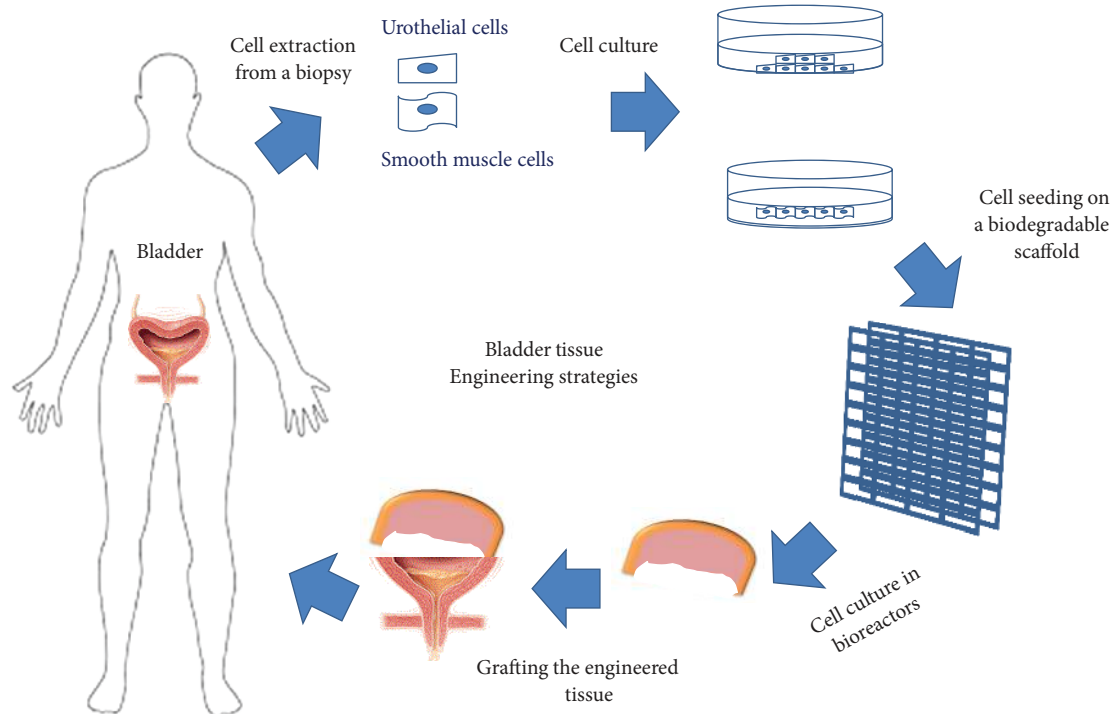 Cell extraction
from a biopsy
Urothelial cells
Smooth muscle cells
Cell culture
Cell seeding on
a biodegradable
scaffold
Bladder
Bladder tissue
Engineering strategies
Cell culture in
bioreactors
Grafting the engineered
tissue